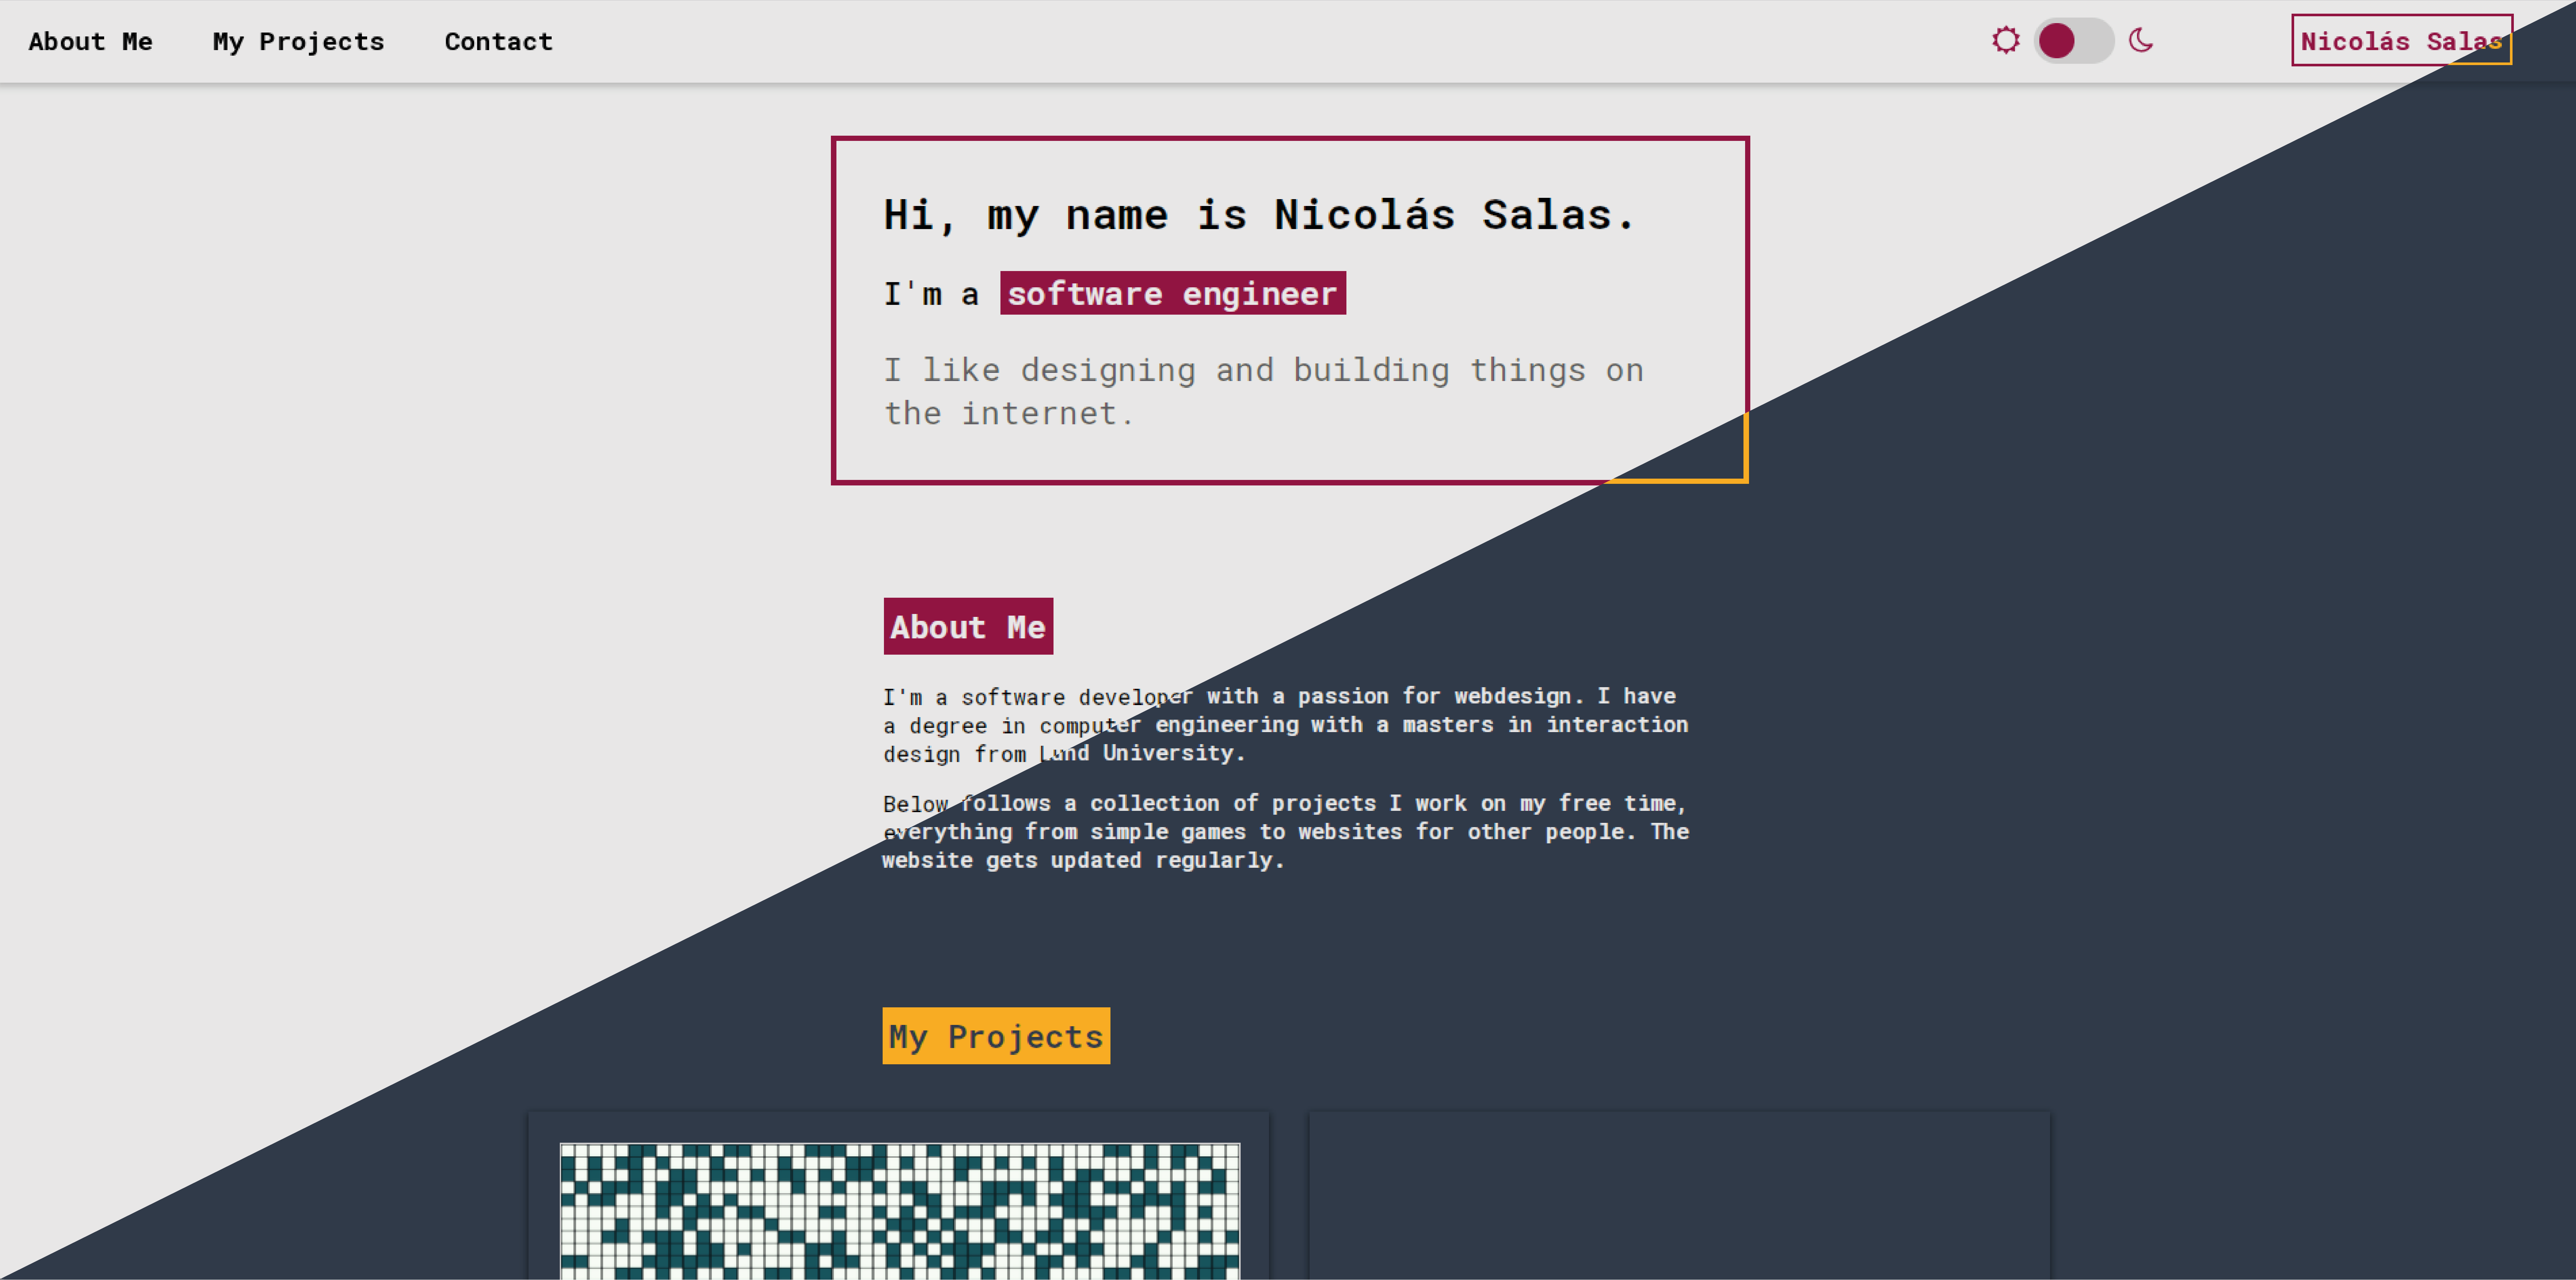 About Me My Projects Contact Nicolás Salas
Hi, my name is Nicolás Salas.
I'm a software engineer
I like designing and building things on
the internet.
About Me
I'm a software developer with a passion for webdesign. I have
a degree in computer engineering with a masters in interaction
design from Lund University.
Below follows a collection of projects I work on my free time,
everything from simple games to websites for other people. The
website gets updated regularly.
My Projects